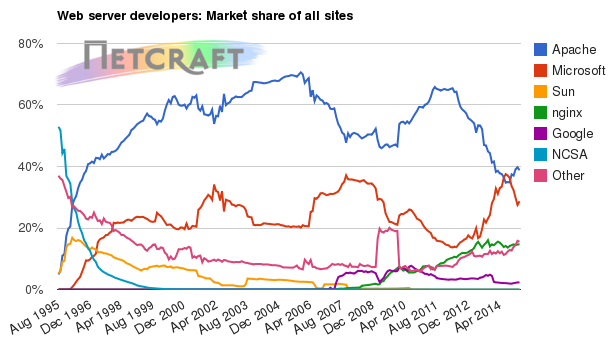 Web server developers: Market share of all sites
NETCRAFT
80%
60%
40%
20%
0%
Apache
Microsoft
Sun
nginx
Google
NCSA
Other
Aug 1995
Dec 1996
Apr 1998
Aug 1999
Dec 2000
Apr 2002
Aug 2003
Dec 2004
Apr 2006
Aug 2007
Dec 2008
Apr 2010
Aug 2011
Dec 2012
Apr 2014